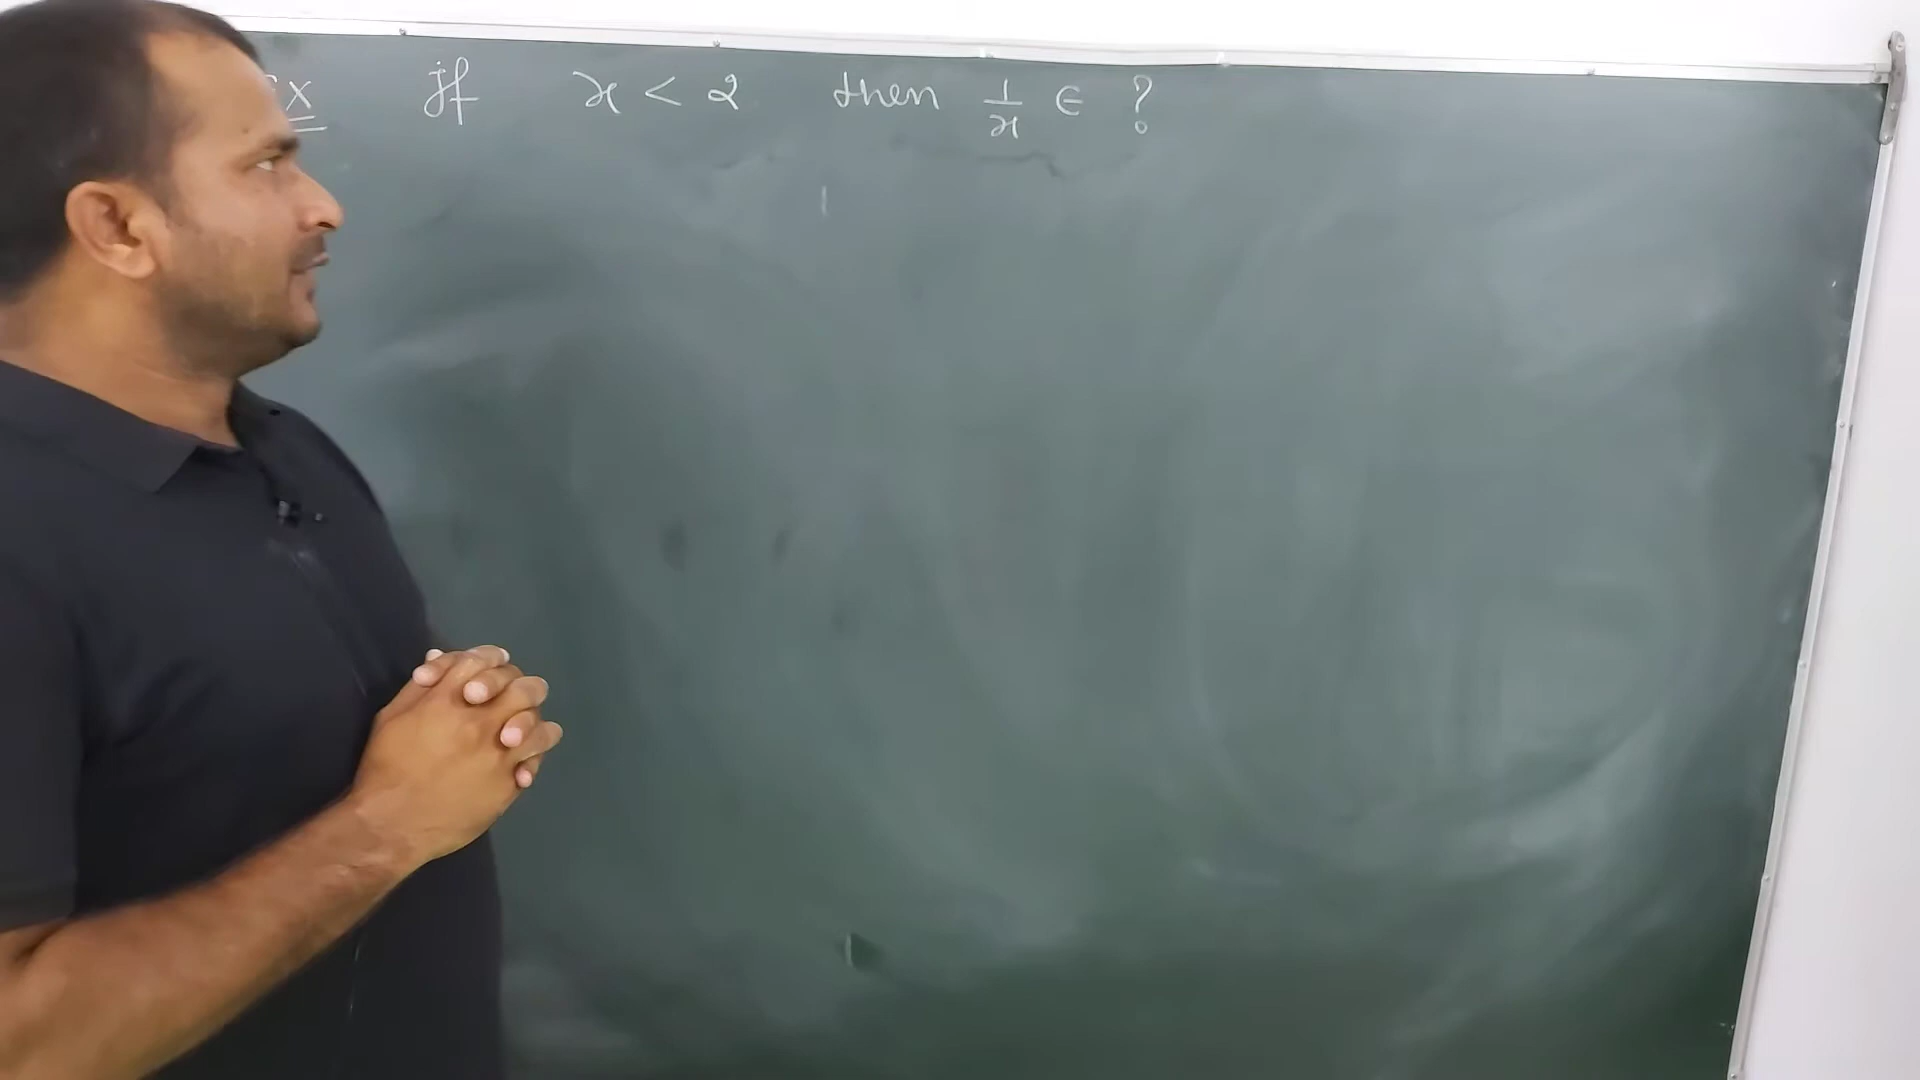 Ex if x < 2 then 1/x ∈ ?